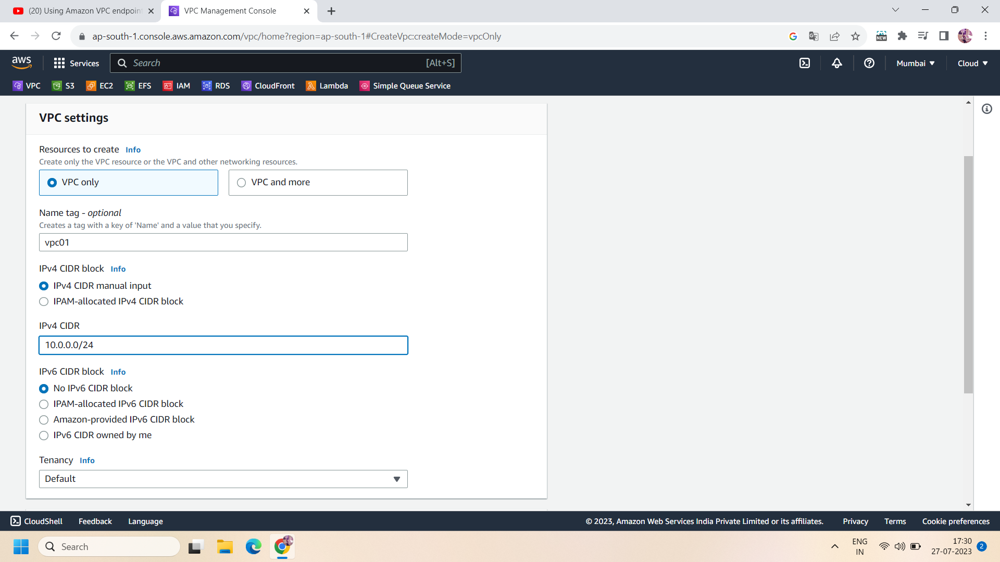 (20) Using Amazon VPC endpoin
VPC Management Console
ap-south-1.console.aws.amazon.com/vpc/home?region=ap-south-1#CreateVpc:createMode=vpcOnly
NEW
aws
Services
Search
[Alt+S]
Mumbai
Cloud
VPC
S3
EC2
EFS
IAM
RDS
CloudFront
Lambda
Simple Queue Service
VPC settings
Resources to create Info
Create only the VPC resource or the VPC and other networking resources.
VPC only
VPC and more
Name tag - optional
Creates a tag with a key of 'Name' and a value that you specify.
vpc01
IPv4 CIDR block Info
IPv4 CIDR manual input
IPAM-allocated IPv4 CIDR block
IPv4 CIDR
10.0.0.0/24
IPv6 CIDR block Info
No IPv6 CIDR block
IPAM-allocated IPv6 CIDR block
Amazon-provided IPv6 CIDR block
IPv6 CIDR owned by me
Tenancy Info
Default
CloudShell
Feedback
Language
© 2023, Amazon Web Services India Private Limited or its affiliates.
Privacy
Terms
Cookie preferences
Search
ENG
IN
17:30
27-07-2023
2